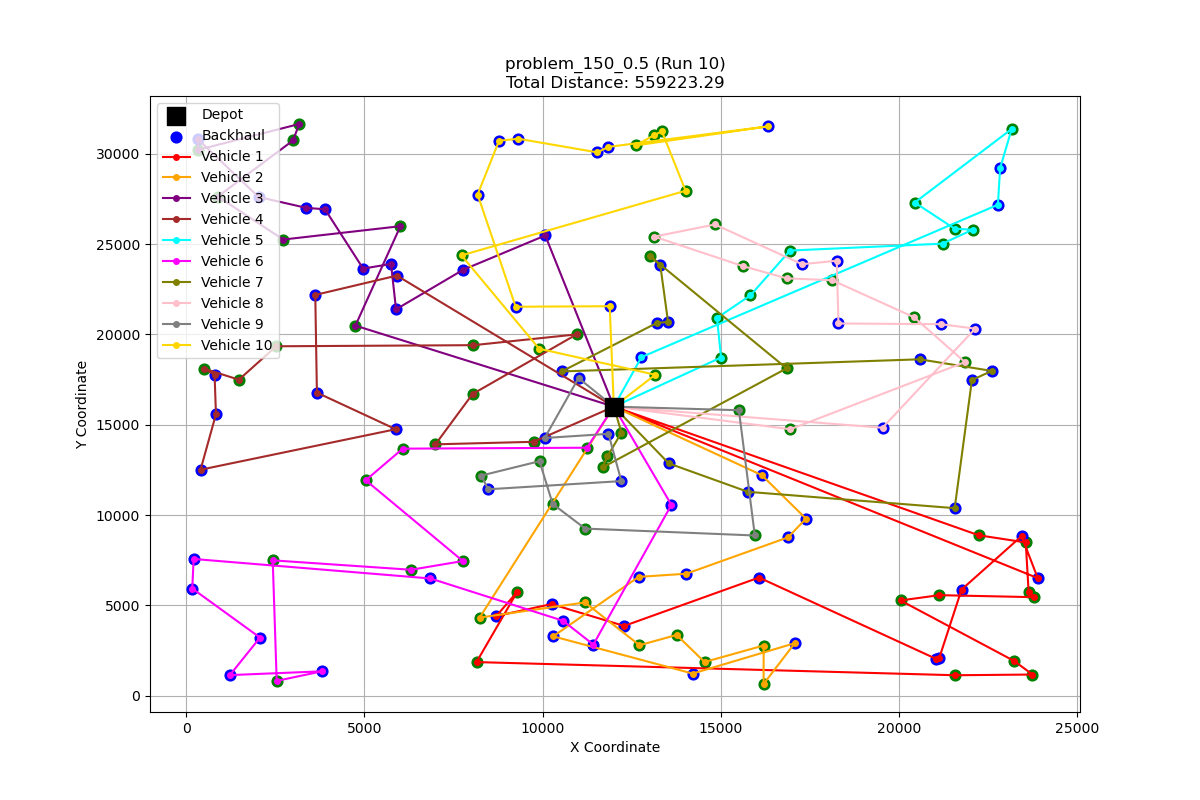 problem_150_0.5 (Run 10)
Total Distance: 559223.29
Depot
Backhaul
Vehicle 1
Vehicle 2
Vehicle 3
Vehicle 4
Vehicle 5
Vehicle 6
Vehicle 7
Vehicle 8
Vehicle 9
Vehicle 10
Y Coordinate
30000
25000
20000
15000
10000
5000
0
0
5000
10000
15000
20000
25000
X Coordinate